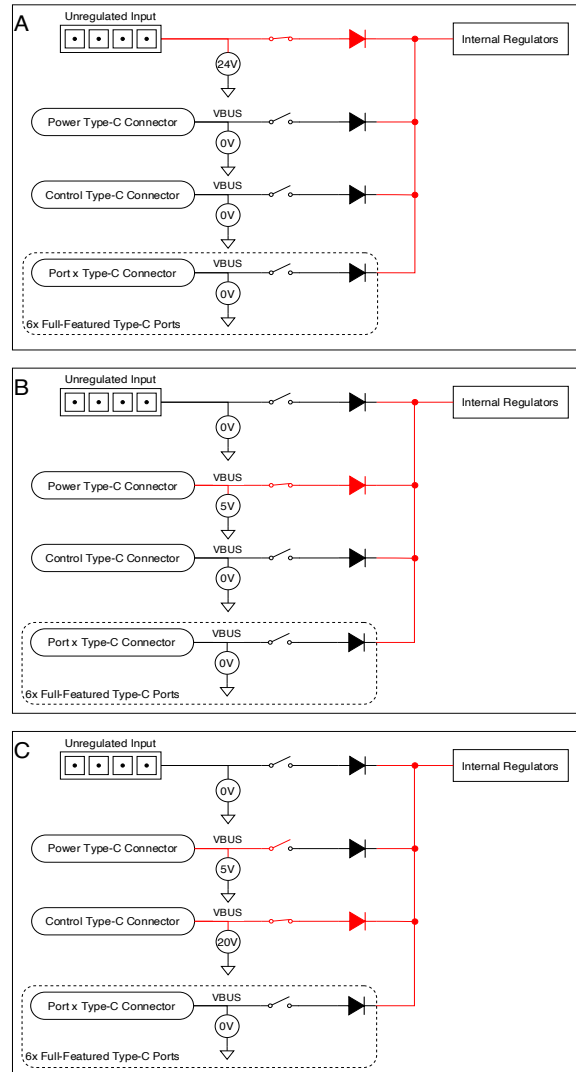 A
Unregulated Input
Internal Regulators
24V
VBUS
Power Type-C Connector
0V
VBUS
Control Type-C Connector
0V
VBUS
Port x Type-C Connector
0V
6x Full-Featured Type-C Ports
B
Unregulated Input
Internal Regulators
0V
VBUS
Power Type-C Connector
5V
VBUS
Control Type-C Connector
0V
VBUS
Port x Type-C Connector
0V
6x Full-Featured Type-C Ports
C
Unregulated Input
Internal Regulators
0V
VBUS
Power Type-C Connector
5V
VBUS
Control Type-C Connector
20V
VBUS
Port x Type-C Connector
0V
6x Full-Featured Type-C Ports